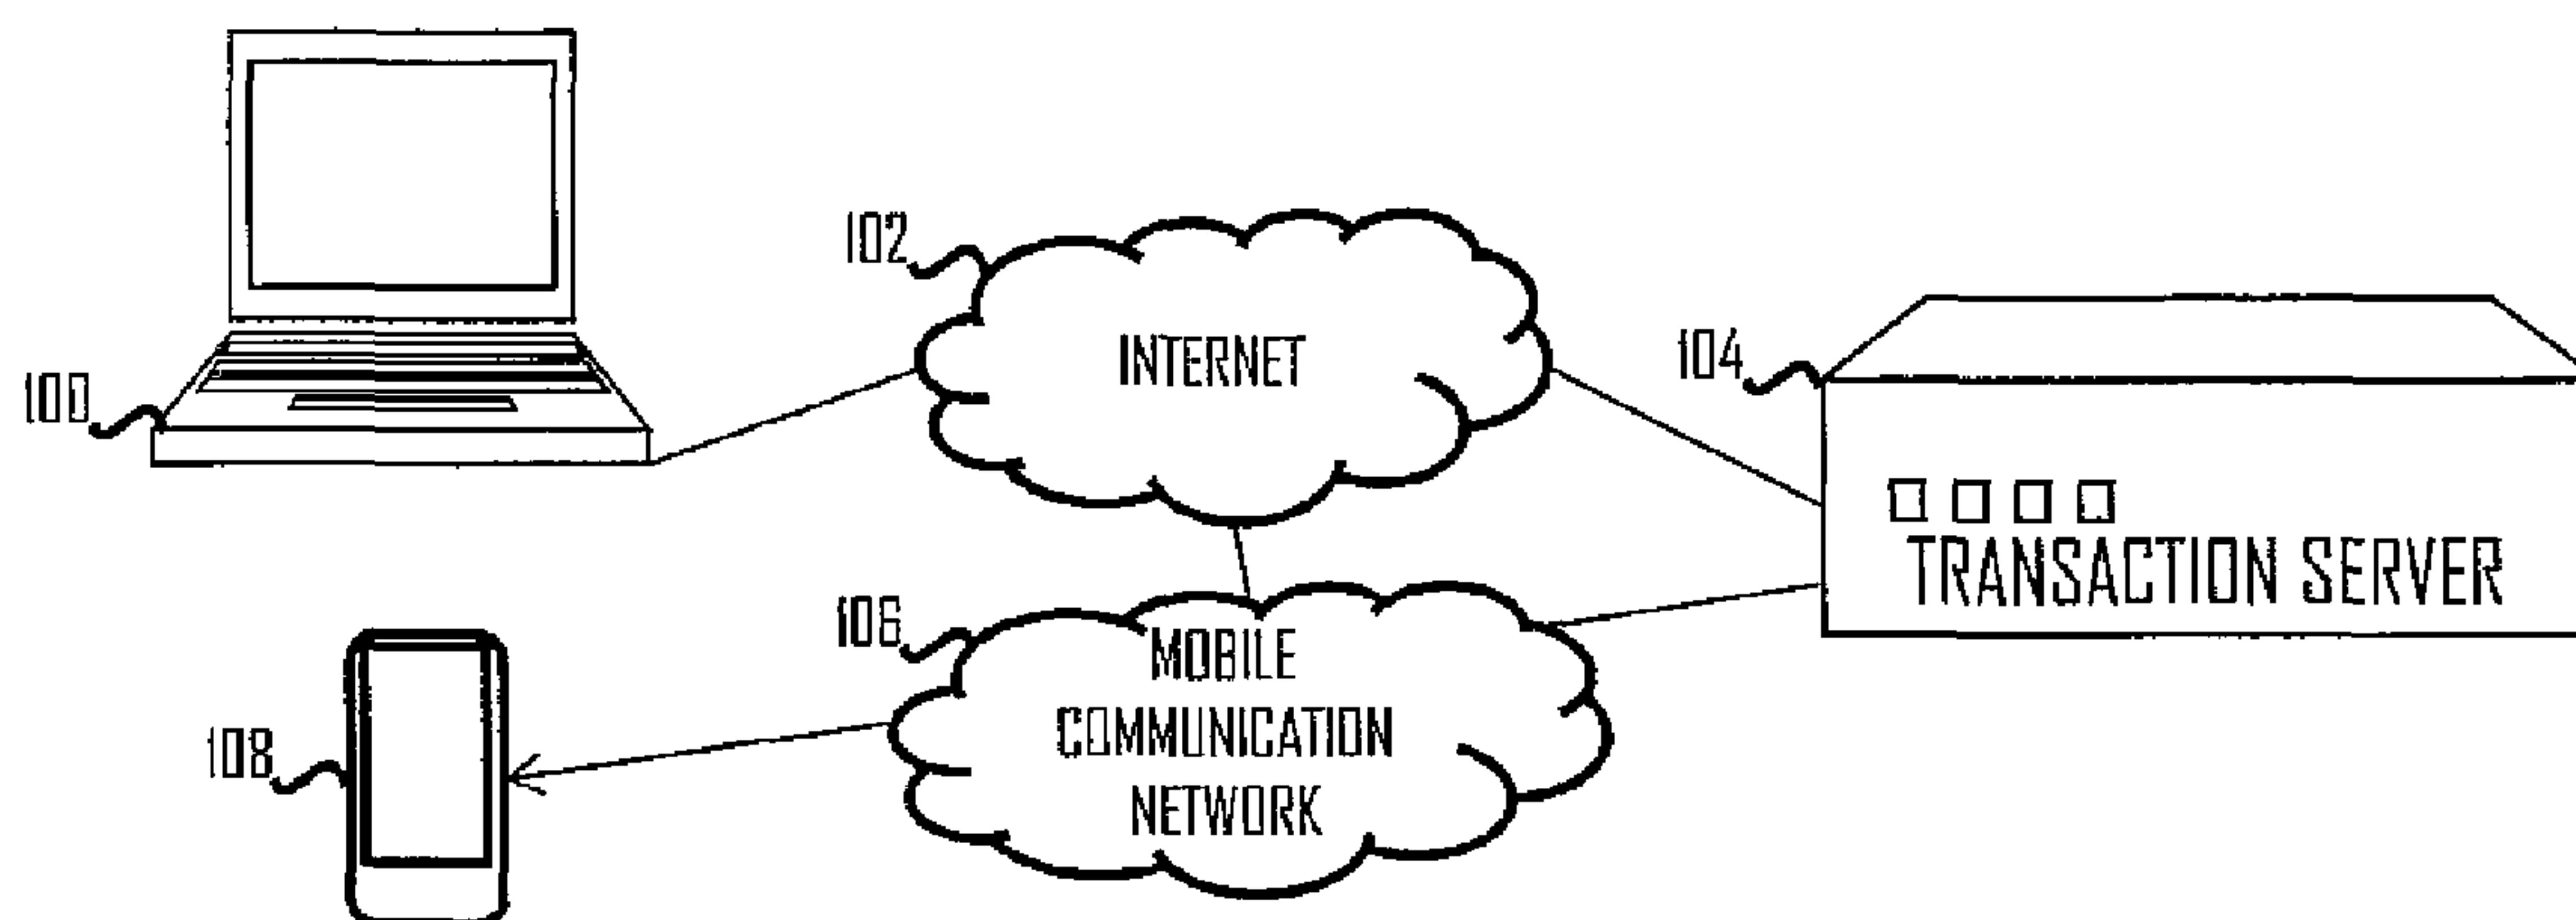 102
INTERNET
104
100
TRANSACTION SERVER
106
MOBILE
COMMUNICATION
NETWORK
108